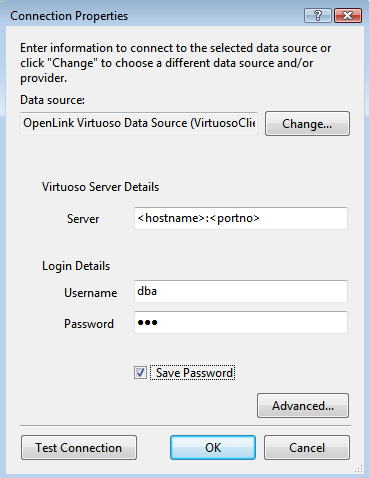 Connection Properties
Enter information to connect to the selected data source or
click "Change" to choose a different data source and/or
provider.
Data source:
OpenLink Virtuoso Data Source (VirtuosoClie
Change...
Virtuoso Server Details
Server
<hostname>:<portno>
Login Details
Username
dba
Password
●●●
Save Password
Advanced...
Test Connection
OK
Cancel